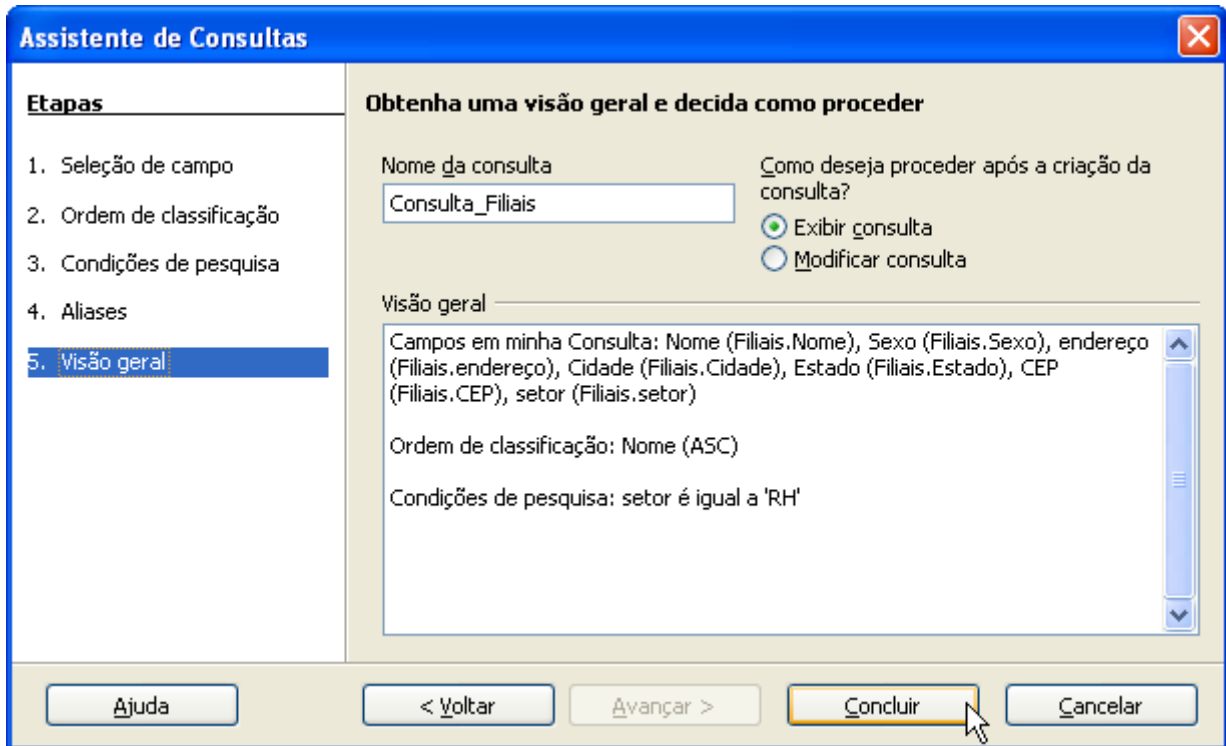 Assistente de Consultas
Etapas
1. Seleção de campo
2. Ordem de classificação
3. Condições de pesquisa
4. Aliases
5. Visão geral
Obtenha uma visão geral e decida como proceder
Nome da consulta
Consulta_Filiais
Como deseja proceder após a criação da
consulta?
Exibir consulta
Modificar consulta
Visão geral
Campos em minha Consulta: Nome (Filiais.Nome), Sexo (Filiais.Sexo), endereço
(Filiais.endereço), Cidade (Filiais.Cidade), Estado (Filiais.Estado), CEP
(Filiais.CEP), setor (Filiais.setor)
Ordem de classificação: Nome (ASC)
Condições de pesquisa: setor é igual a 'RH'
Ajuda
< Voltar
Avançar >
Concluir
Cancelar